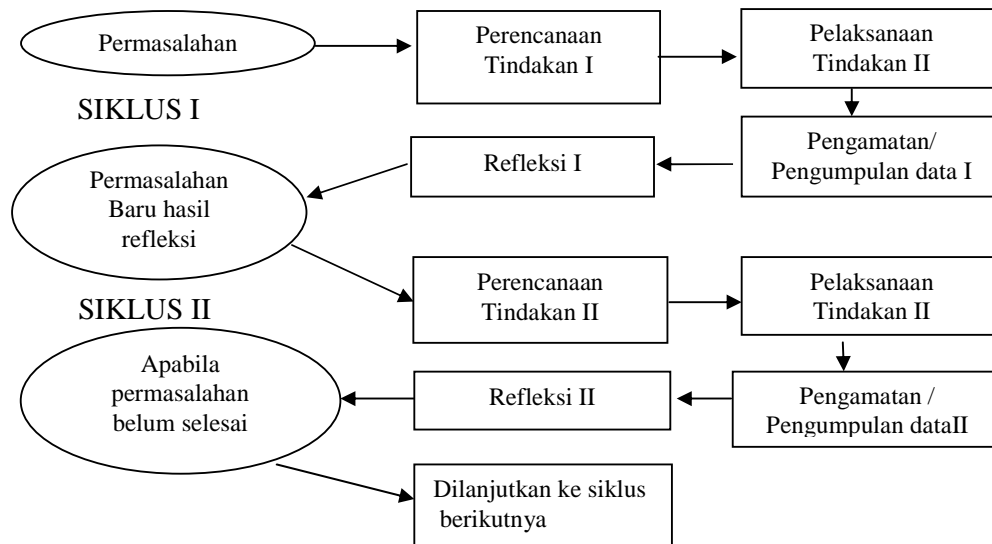 Permasalahan
Perencanaan
Tindakan I
Pelaksanaan
Tindakan II
SIKLUS I
Pengamatan/
Pengumpulan data I
Refleksi I
Permasalahan
Baru hasil
refleksi
Perencanaan
Tindakan II
Pelaksanaan
Tindakan II
SIKLUS II
Pengamatan /
Pengumpulan dataII
Refleksi II
Apabila
permasalahan
belum selesai
Dilanjutkan ke siklus
berikutnya